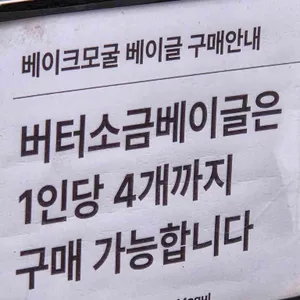 베이크모굴 베이글 구매안내
버터소금베이글은
1인당 4개까지
구매 가능합니다